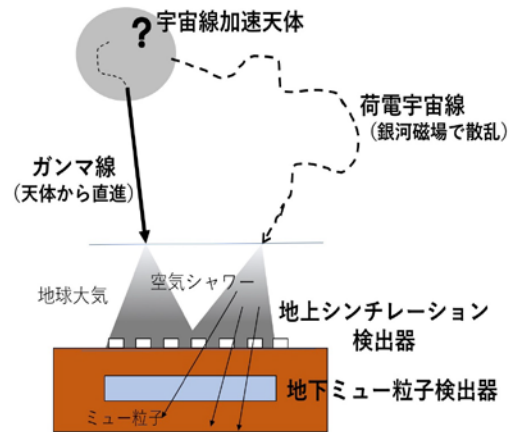 ?
宇宙線加速天体
荷電宇宙線
(銀河磁場で散乱)
ガンマ線
(天体から直進)
空気シャワー
地球大気
地上シンチレーション
検出器
地下ミュー粒子検出器
ミュー粒子